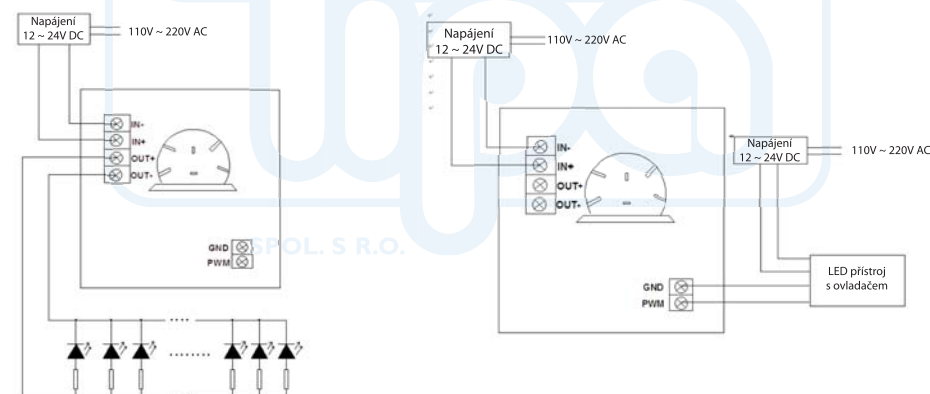 Napájení
12 ~ 24V DC
110V ~ 220V AC
IN-
IN+
OUT+
OUT-
GND
PWM
Napájení
12 ~ 24V DC
110V ~ 220V AC
IN-
IN+
OUT+
OUT-
GND
PWM
Napájení
12 ~ 24V DC
110V ~ 220V AC
LED přístroj
s ovladačem
upa
SPOL. S R.O.